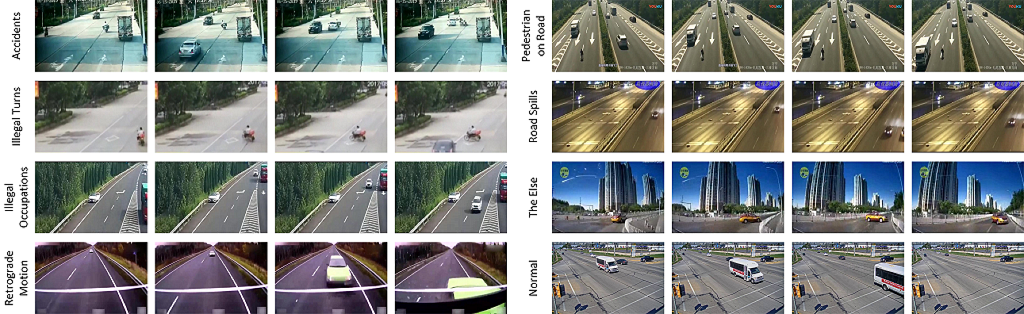 Accidents
Illegal Turns
Illegal
Occupations
Retrograde
Motion
Pedestrian
on Road
Road Spills
The Else
Normal